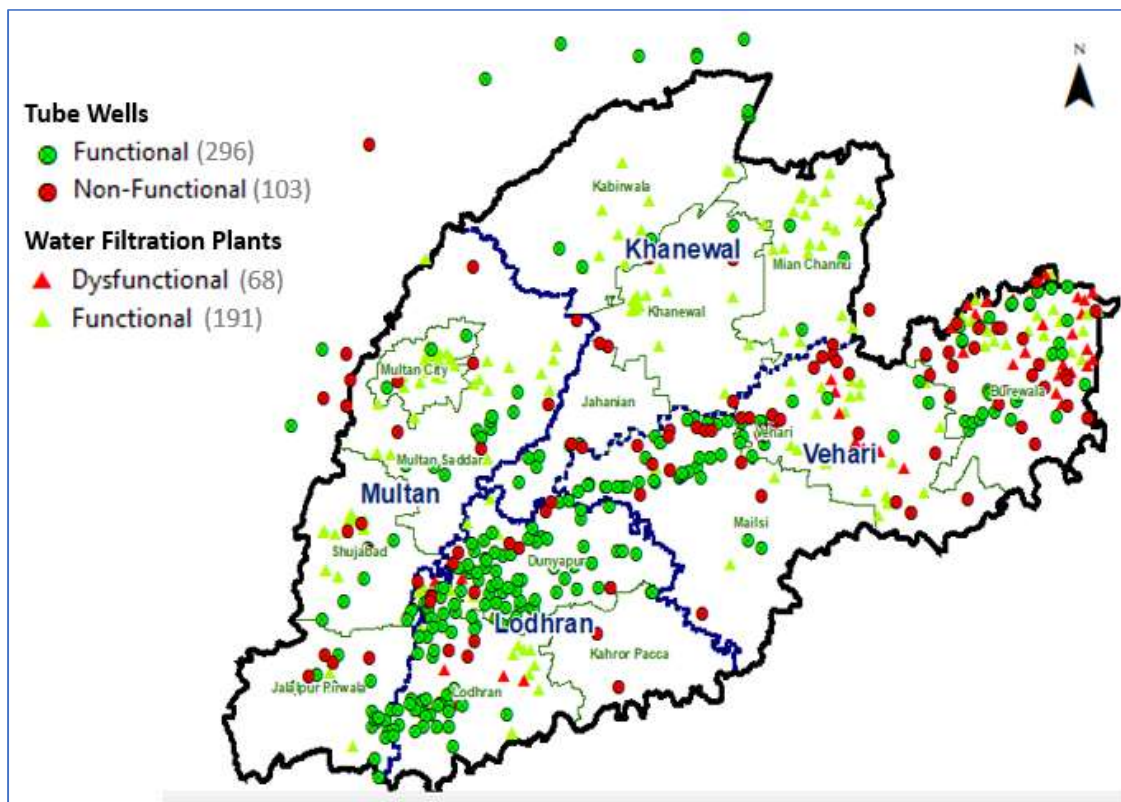 N
Tube Wells
Functional (296)
Non-Functional (103)
Water Filtration Plants
Dysfunctional (68)
Functional (191)
Kabirwala
Khanewal
Mian Channu
Khanewal
Multan City
Jahanian
Burewala
Vehari
Vehari
Multan Saddar
Multan
Mailsi
Shujabad
Dunyapur
Lodhran
Kahror Pacca
Jalalpur Pirwala
Lodhran